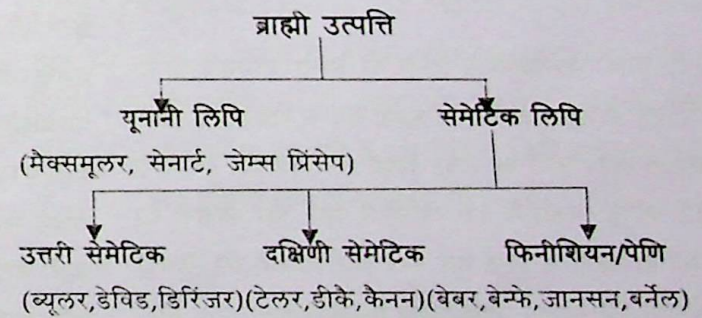 ब्राह्मी उत्पत्ति
यूनानी लिपि सेमेटिक लिपि
(मैक्समूलर, सेनार्ट, जेम्स प्रिंसेप)
उत्तरी सेमेटिक दक्षिणी सेमेटिक फिनीशियन/पेणि
(ब्यूलर,डेविड,डिरिंजर)(टेलर,डीकै,कैनन)(बेबर,बेन्फे,जानसन,बर्नेल)